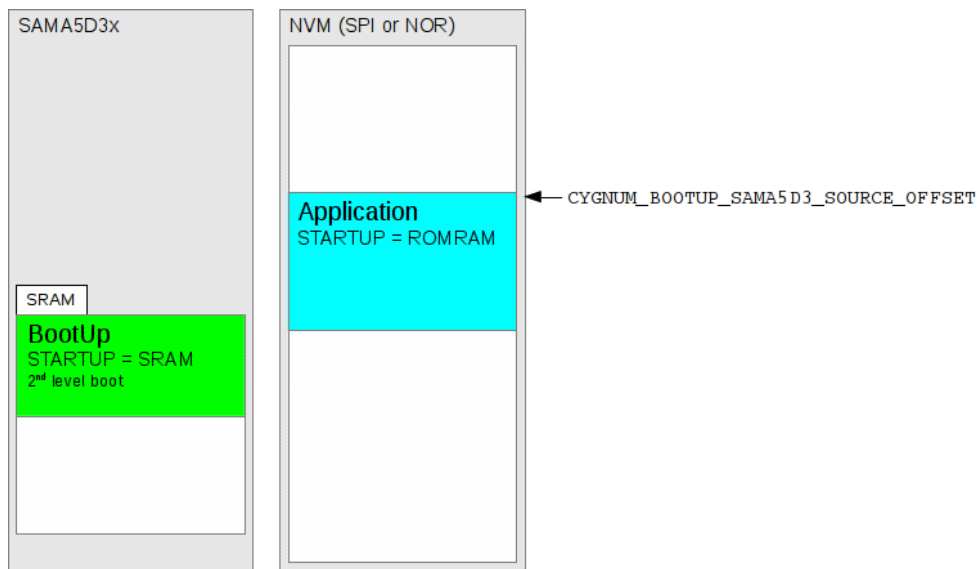 SAMA5D3x
NVM (SPI or NOR)
CYGNUM_BOOTUP_SAMA5D3_SOURCE_OFFSET
Application
STARTUP = ROMRAM
SRAM
BootUp
STARTUP = SRAM
2nd level boot